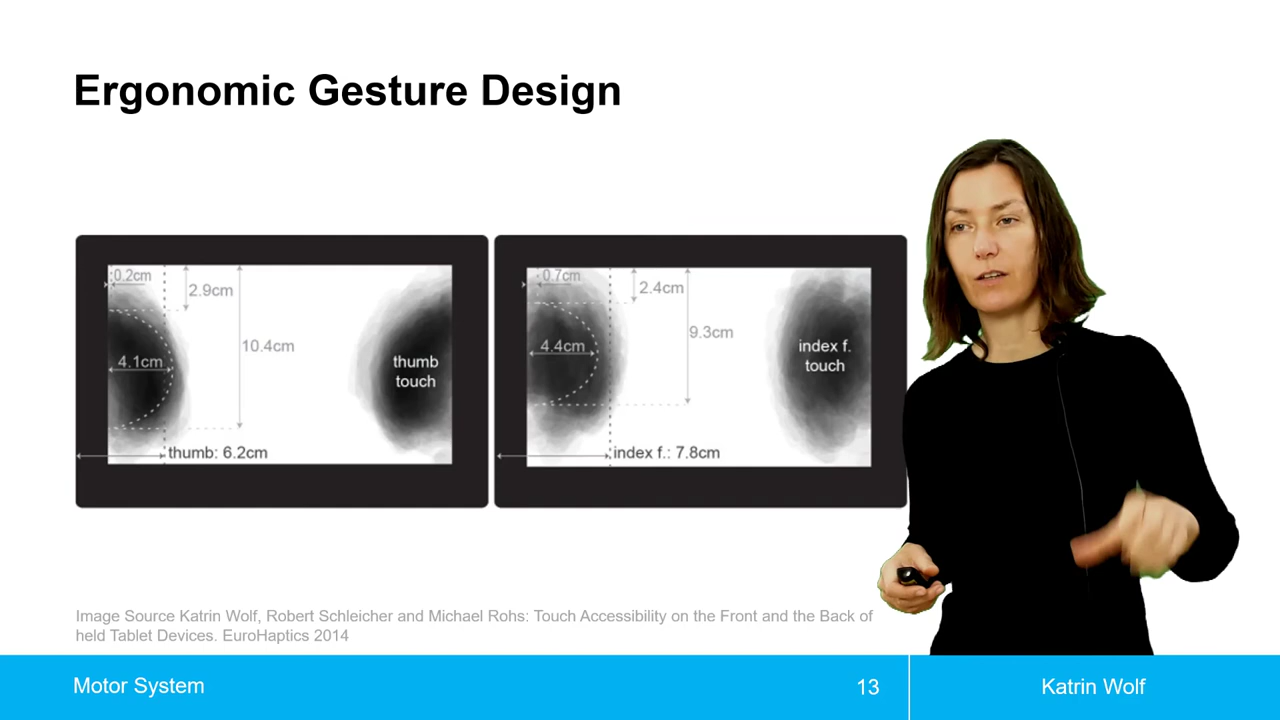 Ergonomic Gesture Design
0.2cm
2.9cm
10.4cm
4.1cm
thumb
touch
thumb: 6.2cm
0.7cm
2.4cm
9.3cm
4.4cm
index f.
touch
index f.: 7.8cm
Image Source Katrin Wolf, Robert Schleicher and Michael Rohs: Touch Accessibility on the Front and the Back of
held Tablet Devices. EuroHaptics 2014
Motor System
13
Katrin Wolf